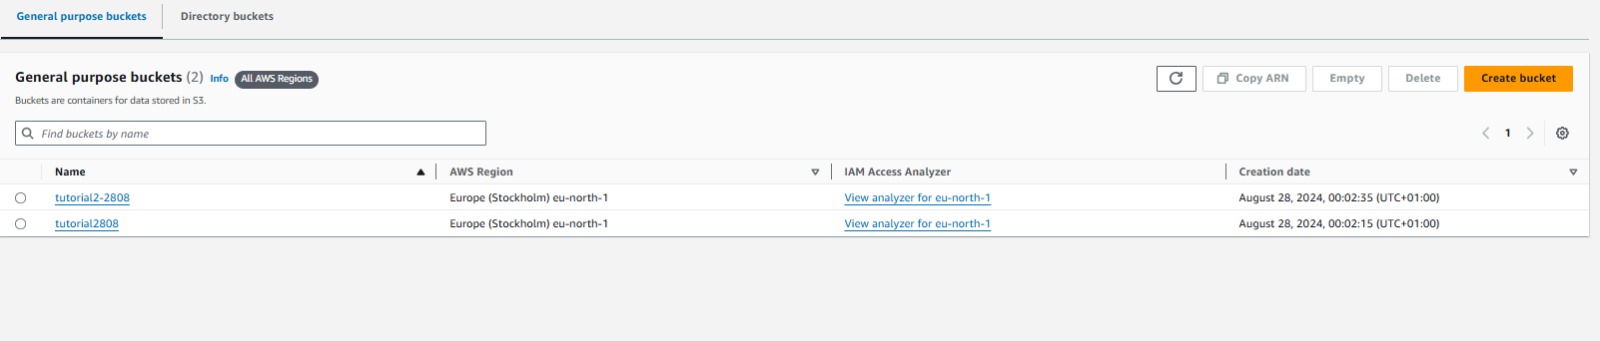 General purpose buckets Directory buckets
General purpose buckets (2) Info All AWS Regions Copy ARN Empty Delete Create bucket
Buckets are containers for data stored in S3.
Find buckets by name 1
Name AWS Region IAM Access Analyzer Creation date
tutorial2-2808 Europe (Stockholm) eu-north-1 View analyzer for eu-north-1 August 28, 2024, 00:02:35 (UTC+01:00)
tutorial2808 Europe (Stockholm) eu-north-1 View analyzer for eu-north-1 August 28, 2024, 00:02:15 (UTC+01:00)